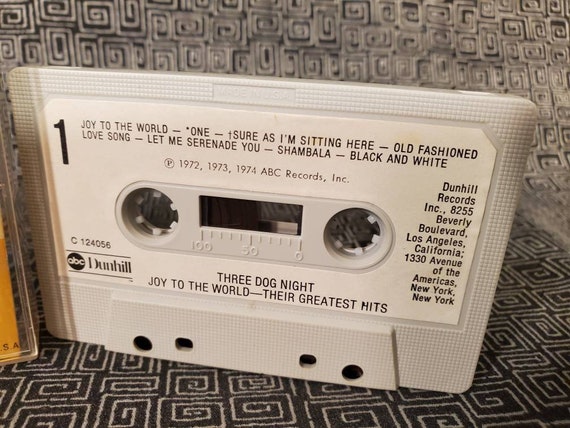 1
JOY TO THE WORLD — *ONE — †SURE AS I'M SITTING HERE — OLD FASHIONED
LOVE SONG — LET ME SERENADE YOU — SHAMBALA — BLACK AND WHITE
℗ 1972, 1973, 1974 ABC Records, Inc.
Dunhill
Records
Inc., 8255
Beverly
Boulevard,
Los Angeles,
California;
1330 Avenue
of the
Americas,
New York,
New York
100 50 0
C 124056
abc Dunhill
THREE DOG NIGHT
JOY TO THE WORLD—THEIR GREATEST HITS
S.A